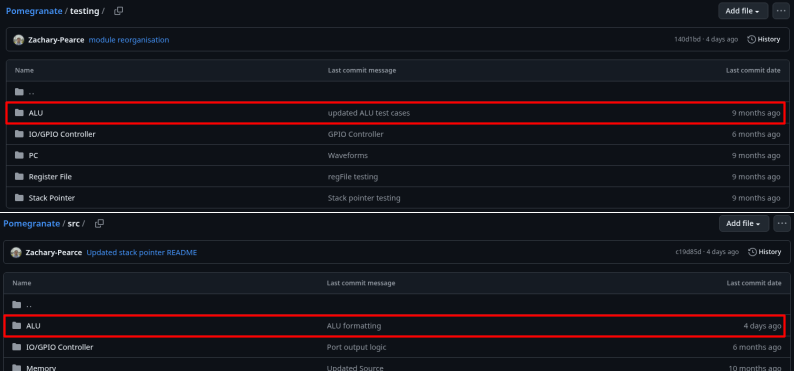 Pomegranate / testing /
Add file
Zachary-Pearce module reorganisation
140d1bd · 4 days ago History
Name Last commit message Last commit date
..
ALU updated ALU test cases 9 months ago
IO/GPIO Controller GPIO Controller 6 months ago
PC Waveforms 9 months ago
Register File regFile testing 9 months ago
Stack Pointer Stack pointer testing 9 months ago
Pomegranate / src /
Add file
Zachary-Pearce Updated stack pointer README
c19d85d · 4 days ago History
Name Last commit message Last commit date
..
ALU ALU formatting 4 days ago
IO/GPIO Controller Port output logic 6 months ago
Memory Updated Source 10 months ago